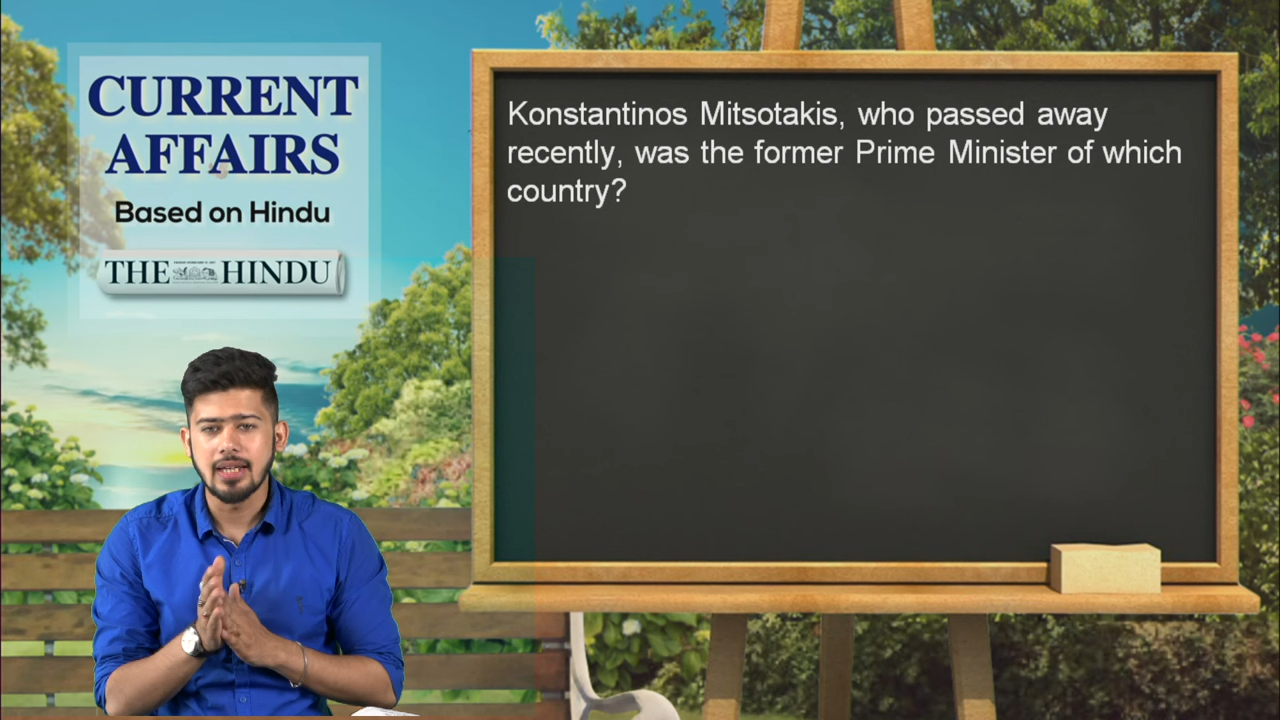 CURRENT
AFFAIRS
Based on Hindu
THE HINDU
Konstantinos Mitsotakis, who passed away
recently, was the former Prime Minister of which
country?